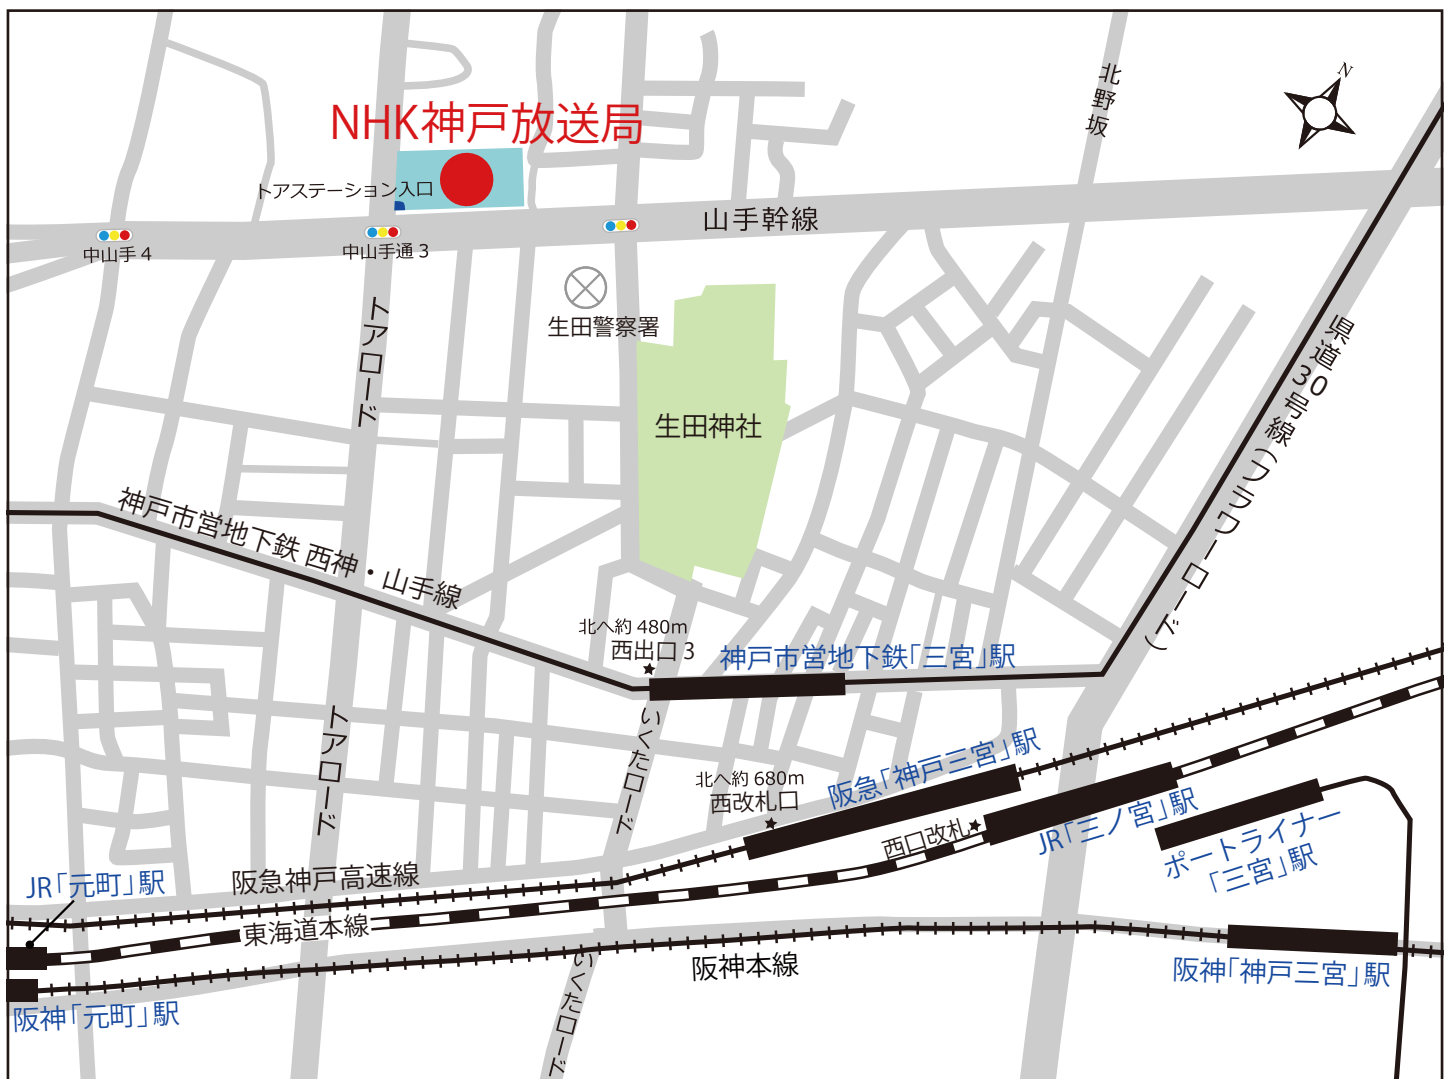 N
北野坂
NHK神戸放送局
トアステーション入口
山手幹線
中山手4
中山手通3
生田警察署
トアロード
県道30号線(フラワーロード)
生田神社
神戸市営地下鉄 西神・山手線
北へ約480m
西出口3
神戸市営地下鉄「三宮」駅
いくたロード
トアロード
北へ約680m
西改札口
阪急「神戸三宮」駅
西口改札
JR「三ノ宮」駅
ポートライナー
「三宮」駅
JR「元町」駅
阪急神戸高速線
東海道本線
阪神本線
阪神「神戸三宮」駅
阪神「元町」駅
いくたロード